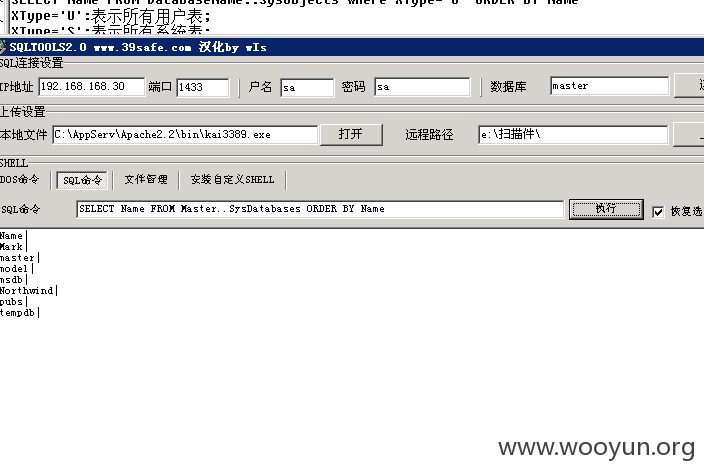 SELECT Name FROM DatabaseName..SysObjects Where XType='U' ORDER BY Name
XType='U':表示所有用户表;
XType='S':表示所有系统表;
SQLTOOLS2.0 www.39safe.com 汉化by wIs
SQL连接设置
IP地址 192.168.168.30 端口 1433 户名 sa 密码 sa 数据库 master
上传设置
本地文件 C:\AppServ\Apache2.2\bin\kai3389.exe 打开 远程路径 e:\扫描件\
SHELL
DOS命令 SQL命令 文件管理 安装自定义SHELL
SQL命令 SELECT Name FROM Master..SysDatabases ORDER BY Name 执行 恢复选
Name|
Mark|
master|
model|
msdb|
Northwind|
pubs|
tempdb|
www.wooyun.org